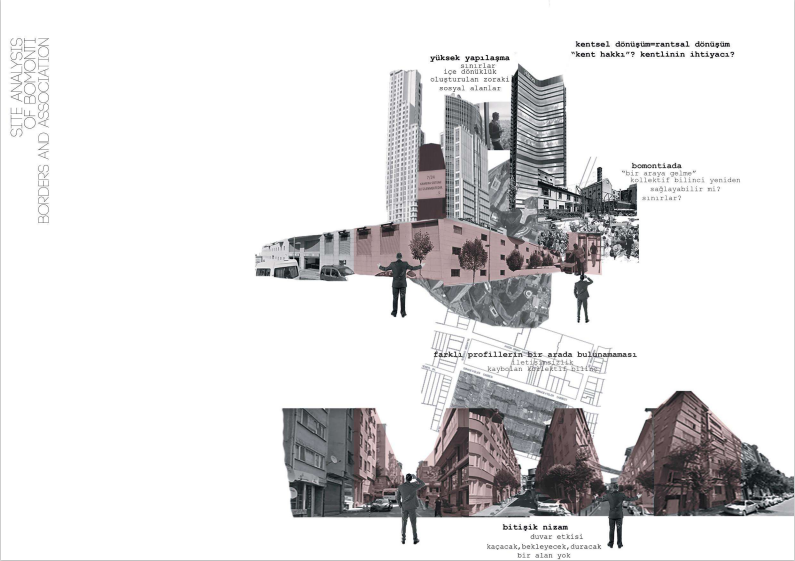 SITE ANALYSIS
OF BOMONTI
BORDERS AND ASSOCIATION
kentsel dönüşüm=rantsal dönüşüm
"kent hakkı"? kentlinin ihtiyacı?
yüksek yapılaşma
sınırlar
içe dönüklük
oluşturulan zoraki
sosyal alanlar
bomontiada
"bir araya gelme"
kollektif bilinci yeniden
sağlayabilir mi?
sınırlar?
farklı profillerin bir arada bulunamaması
iletişimsizlik
kaybolan kollektif bilinç
bitişik nizam
duvar etkisi
kaçacak,bekleyecek,duracak
bir alan yok